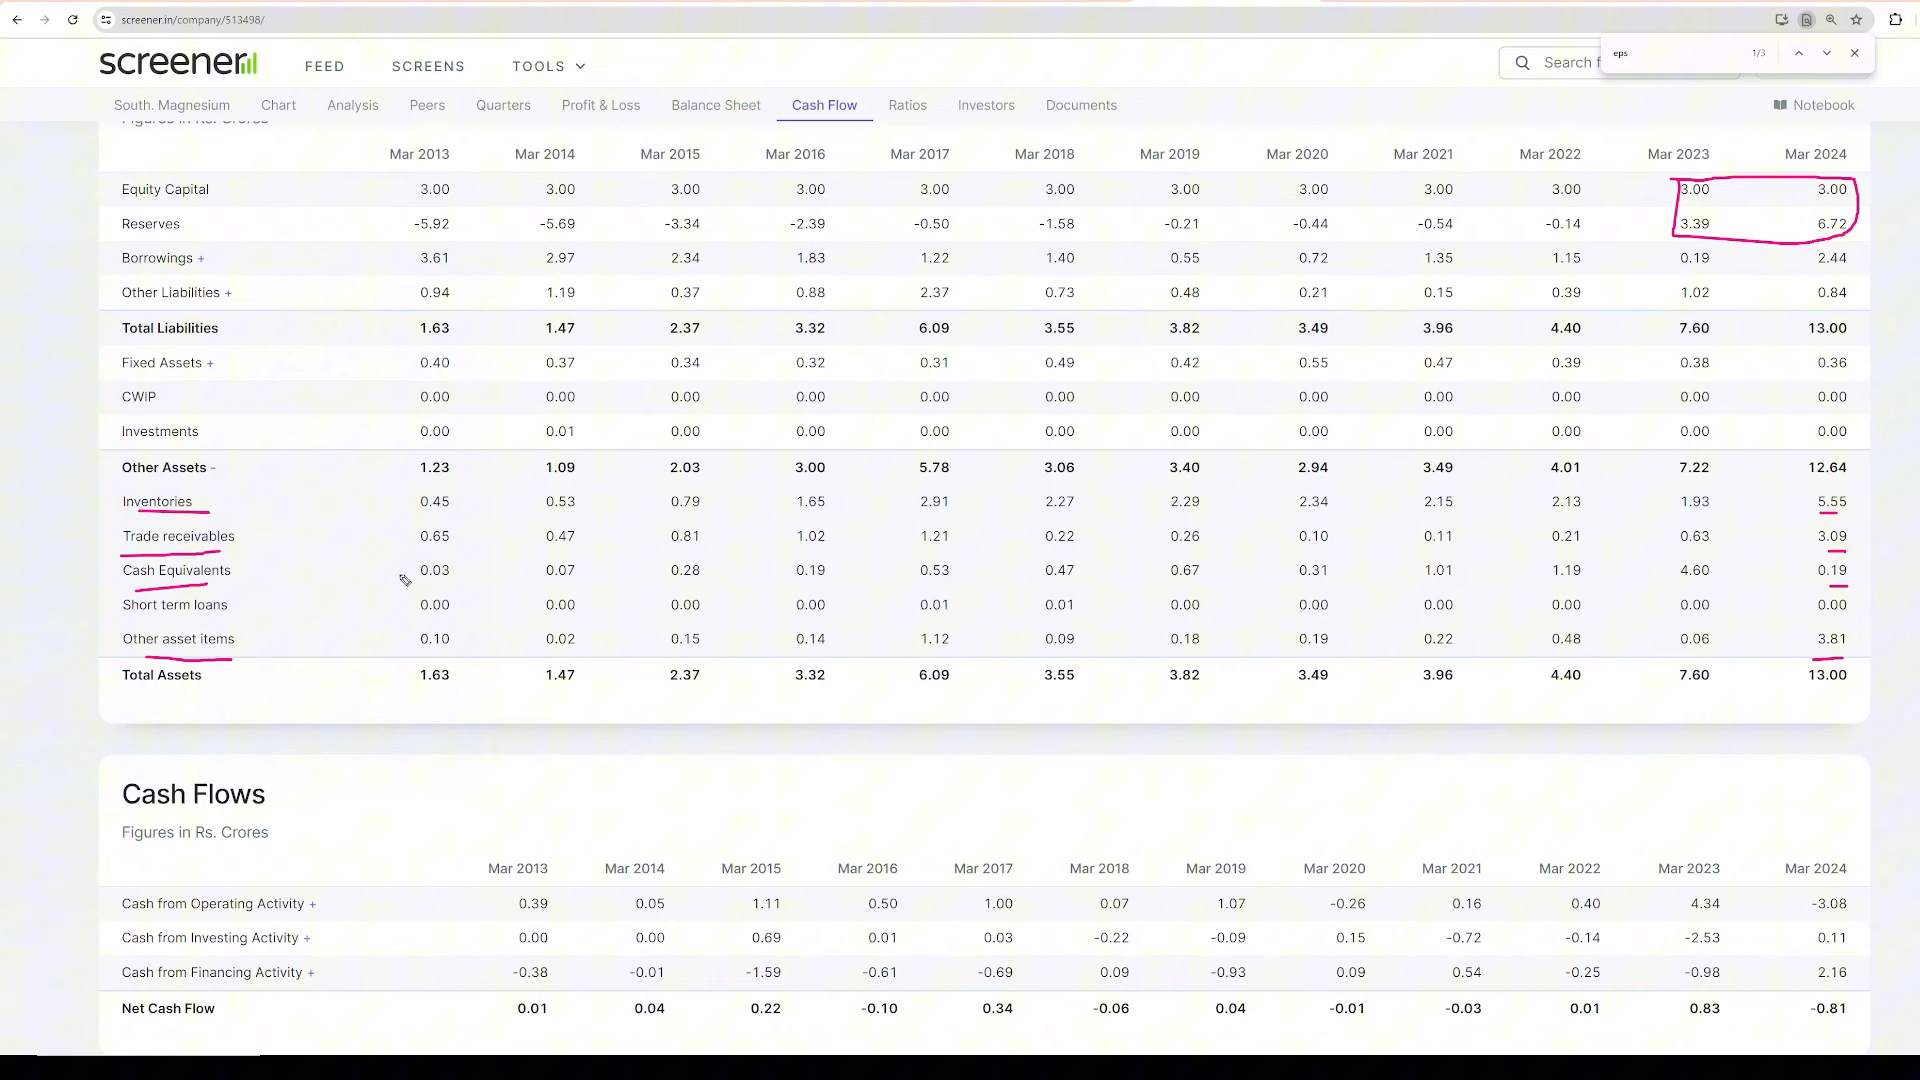 screener.in/company/513498/
eps 1/3
screener FEED SCREENS TOOLS Search f
South. Magnesium Chart Analysis Peers Quarters Profit & Loss Balance Sheet Cash Flow Ratios Investors Documents Notebook
Figures in Rs. Crores
Mar 2013 Mar 2014 Mar 2015 Mar 2016 Mar 2017 Mar 2018 Mar 2019 Mar 2020 Mar 2021 Mar 2022 Mar 2023 Mar 2024
Equity Capital 3.00 3.00 3.00 3.00 3.00 3.00 3.00 3.00 3.00 3.00 3.00 3.00
Reserves -5.92 -5.69 -3.34 -2.39 -0.50 -1.58 -0.21 -0.44 -0.54 -0.14 3.39 6.72
Borrowings + 3.61 2.97 2.34 1.83 1.22 1.40 0.55 0.72 1.35 1.15 0.19 2.44
Other Liabilities + 0.94 1.19 0.37 0.88 2.37 0.73 0.48 0.21 0.15 0.39 1.02 0.84
Total Liabilities 1.63 1.47 2.37 3.32 6.09 3.55 3.82 3.49 3.96 4.40 7.60 13.00
Fixed Assets + 0.40 0.37 0.34 0.32 0.31 0.49 0.42 0.55 0.47 0.39 0.38 0.36
CWIP 0.00 0.00 0.00 0.00 0.00 0.00 0.00 0.00 0.00 0.00 0.00 0.00
Investments 0.00 0.01 0.00 0.00 0.00 0.00 0.00 0.00 0.00 0.00 0.00 0.00
Other Assets - 1.23 1.09 2.03 3.00 5.78 3.06 3.40 2.94 3.49 4.01 7.22 12.64
Inventories 0.45 0.53 0.79 1.65 2.91 2.27 2.29 2.34 2.15 2.13 1.93 5.55
Trade receivables 0.65 0.47 0.81 1.02 1.21 0.22 0.26 0.10 0.11 0.21 0.63 3.09
Cash Equivalents 0.03 0.07 0.28 0.19 0.53 0.47 0.67 0.31 1.01 1.19 4.60 0.19
Short term loans 0.00 0.00 0.00 0.00 0.01 0.01 0.00 0.00 0.00 0.00 0.00 0.00
Other asset items 0.10 0.02 0.15 0.14 1.12 0.09 0.18 0.19 0.22 0.48 0.06 3.81
Total Assets 1.63 1.47 2.37 3.32 6.09 3.55 3.82 3.49 3.96 4.40 7.60 13.00
Cash Flows
Figures in Rs. Crores
Mar 2013 Mar 2014 Mar 2015 Mar 2016 Mar 2017 Mar 2018 Mar 2019 Mar 2020 Mar 2021 Mar 2022 Mar 2023 Mar 2024
Cash from Operating Activity + 0.39 0.05 1.11 0.50 1.00 0.07 1.07 -0.26 0.16 0.40 4.34 -3.08
Cash from Investing Activity + 0.00 0.00 0.69 0.01 0.03 -0.22 -0.09 0.15 -0.72 -0.14 -2.53 0.11
Cash from Financing Activity + -0.38 -0.01 -1.59 -0.61 -0.69 0.09 -0.93 0.09 0.54 -0.25 -0.98 2.16
Net Cash Flow 0.01 0.04 0.22 -0.10 0.34 -0.06 0.04 -0.01 -0.03 0.01 0.83 -0.81